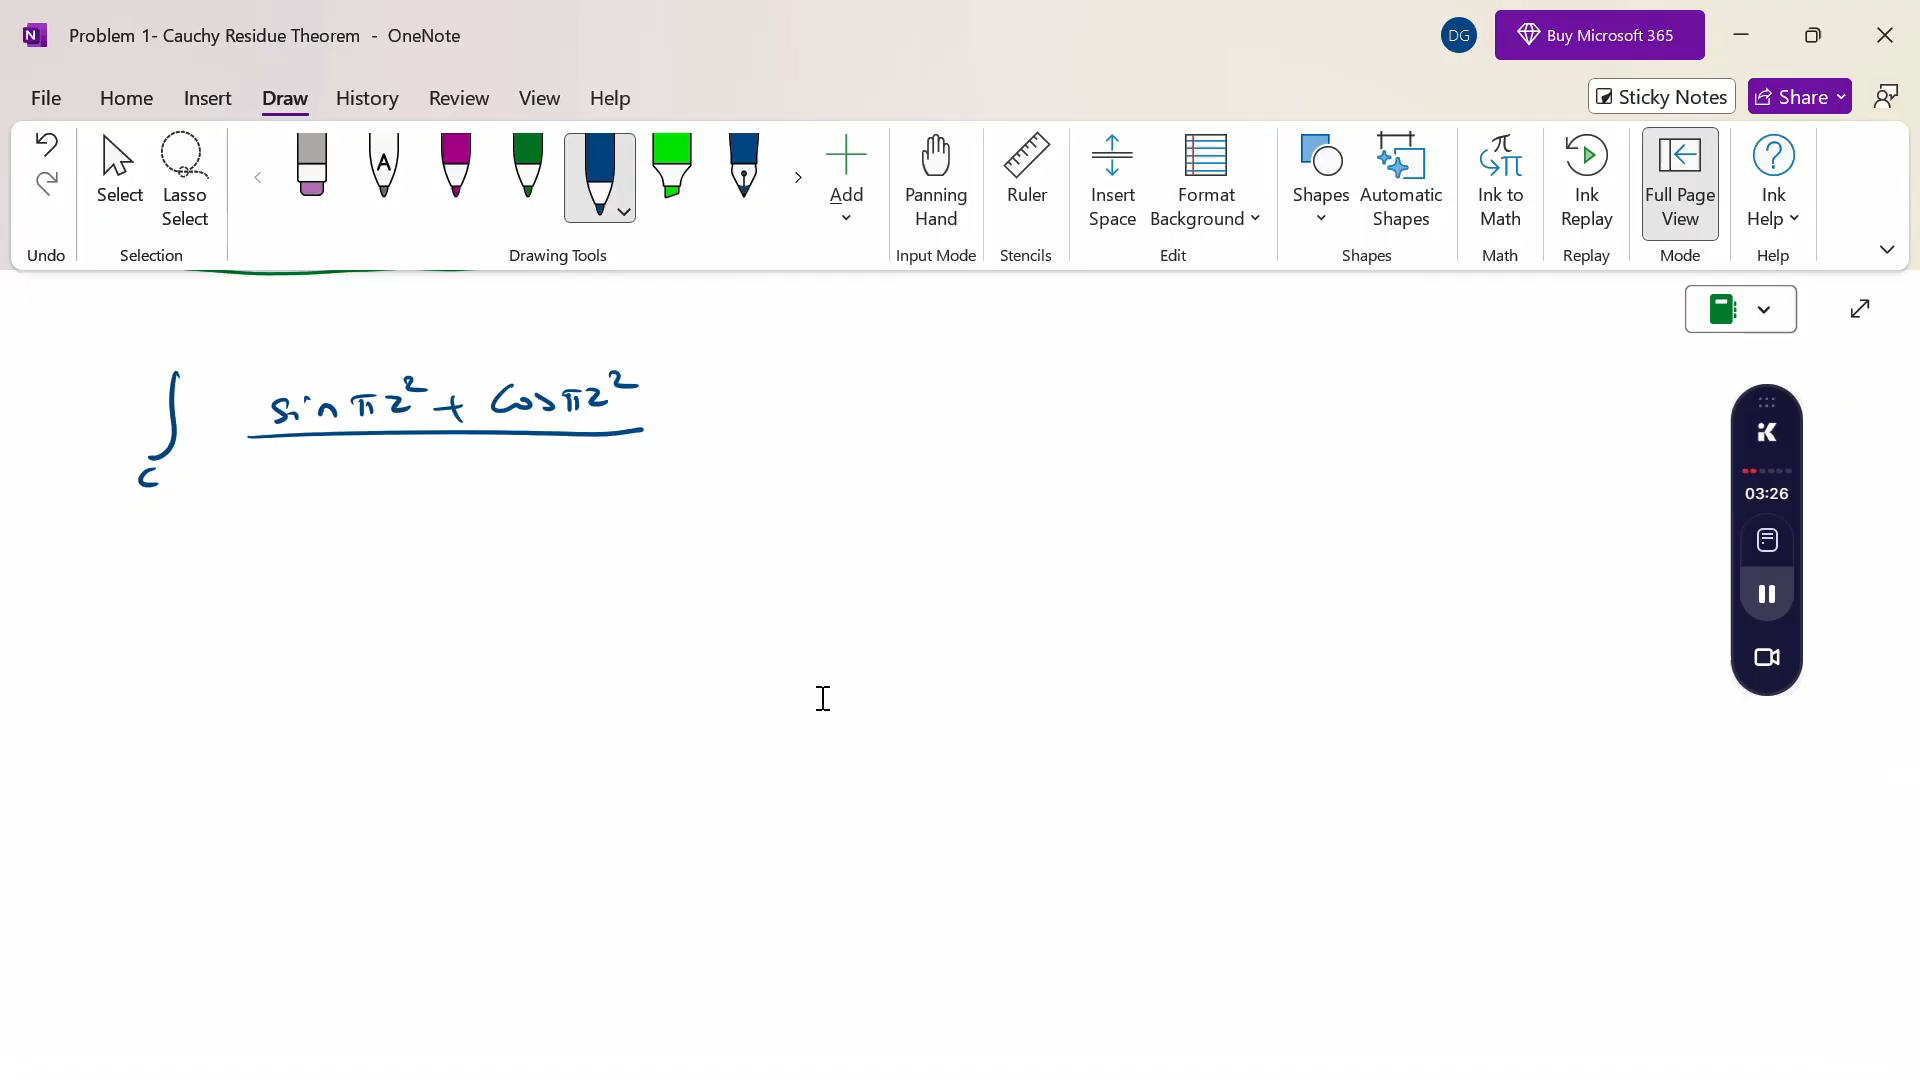 Problem 1- Cauchy Residue Theorem - OneNote
DG
Buy Microsoft 365
File Home Insert Draw History Review View Help
Sticky Notes
Share
Select
Lasso Select
A
Add
Panning Hand
Ruler
Insert Space
Format Background
Shapes
Automatic Shapes
Ink to Math
Ink Replay
Full Page View
Ink Help
Undo Selection Drawing Tools Input Mode Stencils Edit Shapes Math Replay Mode Help
∫ sin πz² + cos πz²
c
03:26